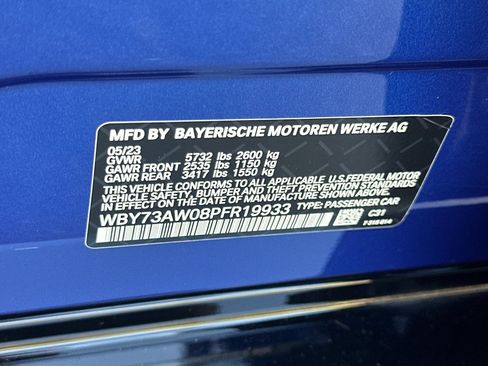 MFD BY BAYERISCHE MOTOREN WERKE AG
05/23
GVWR 5732 lbs 2600 kg
GAWR FRONT 2535 lbs 1150 kg
GAWR REAR 3417 lbs 1550 kg
THIS VEHICLE CONFORMS TO ALL APPLICABLE U.S.FEDERAL MOTOR
VEHICLE SAFETY, BUMPER AND THEFT PREVENTION STANDARDS
IN EFFECT ON THE DATE OF MANUFACTURE SHOWN ABOVE.
WBY73AW08PFR19933 TYPE: PASSENGER CAR
C31